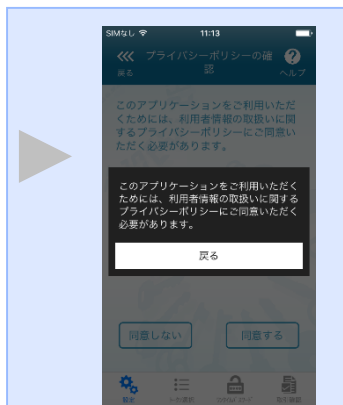 SIMなし 11:13
プライバシーポリシーの確
認
戻る
ヘルプ
このアプリケーションをご利用いただ
くためには、利用者情報の取扱いに関
するプライバシーポリシーにご同意い
ただく必要があります。
このアプリケーションをご利用いただく
ためには、利用者情報の取扱いに関する
プライバシーポリシーにご同意いただく
必要があります。
戻る
同意しない 同意する